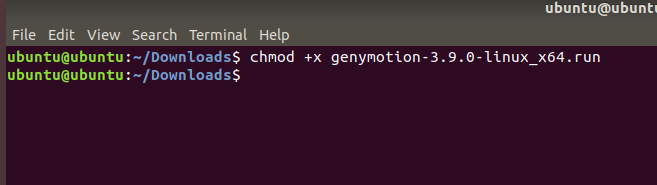 ubuntu@ubuntu
File Edit View Search Terminal Help
ubuntu@ubuntu:~/Downloads$ chmod +x genymotion-3.9.0-linux_x64.run
ubuntu@ubuntu:~/Downloads$